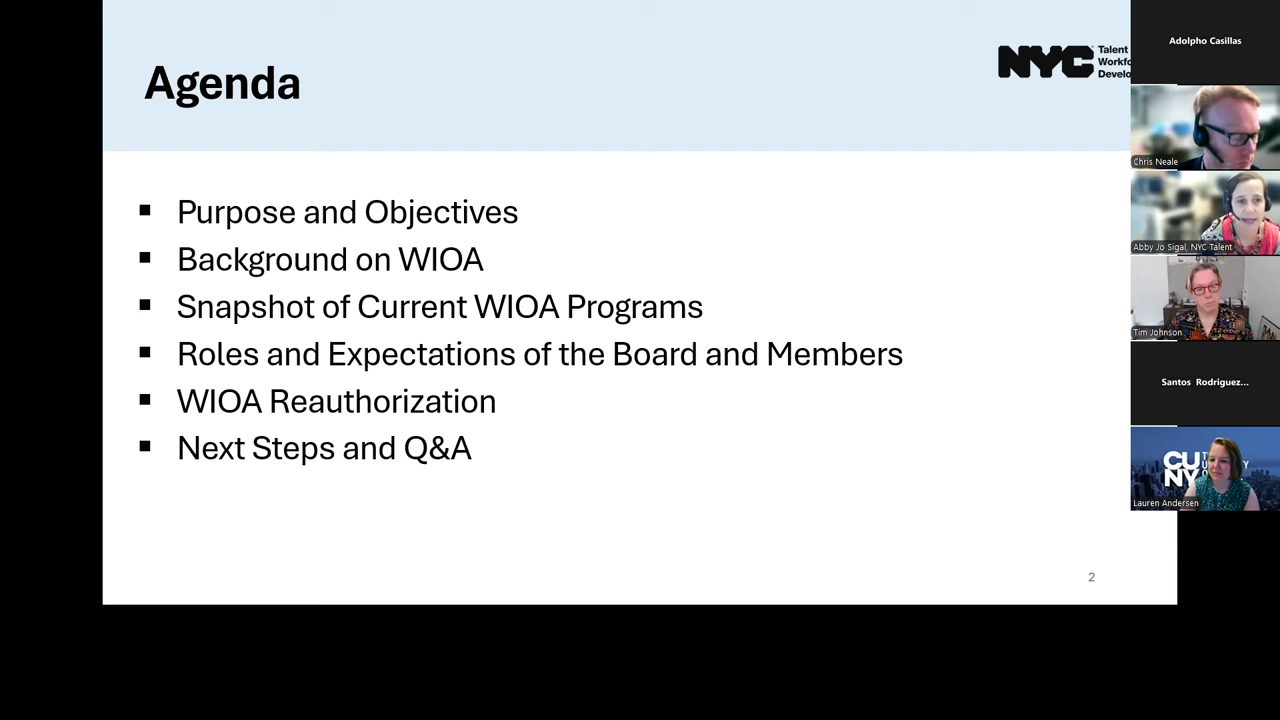 Agenda
NYC
Talent
Workfo
Develo
▪ Purpose and Objectives
▪ Background on WIOA
▪ Snapshot of Current WIOA Programs
▪ Roles and Expectations of the Board and Members
▪ WIOA Reauthorization
▪ Next Steps and Q&A
2
Adolpho Casillas
Chris Neale
Abby Jo Sigal, NYC Talent
Tim Johnson
Santos Rodriguez...
CU
NY
Lauren Andersen